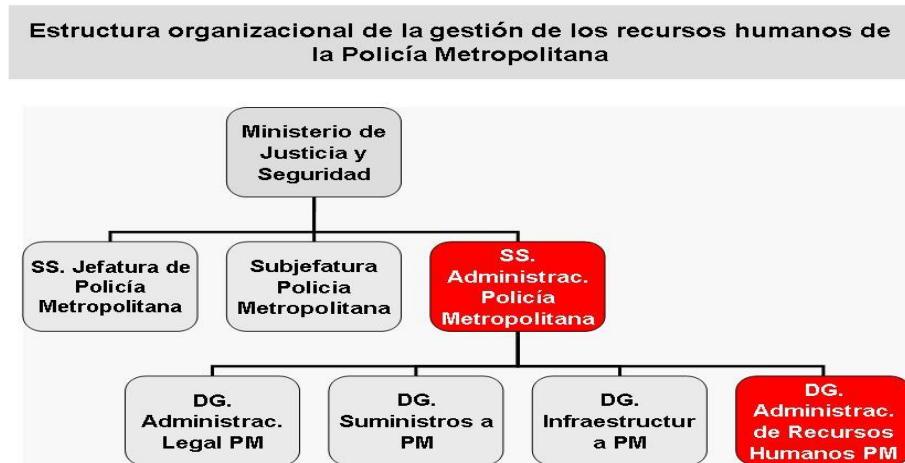 Estructura organizacional de la gestión de los recursos humanos de
la Policía Metropolitana
Ministerio de
Justicia y
Seguridad
SS. Jefatura de
Policía
Metropolitana
Subjefatura
Policia
Metropolitana
SS.
Administrac.
Policía
Metropolitana
DG.
Administrac.
Legal PM
DG.
Suministros a
PM
DG.
Infraestructur
a PM
DG.
Administrac.
de Recursos
Humanos PM